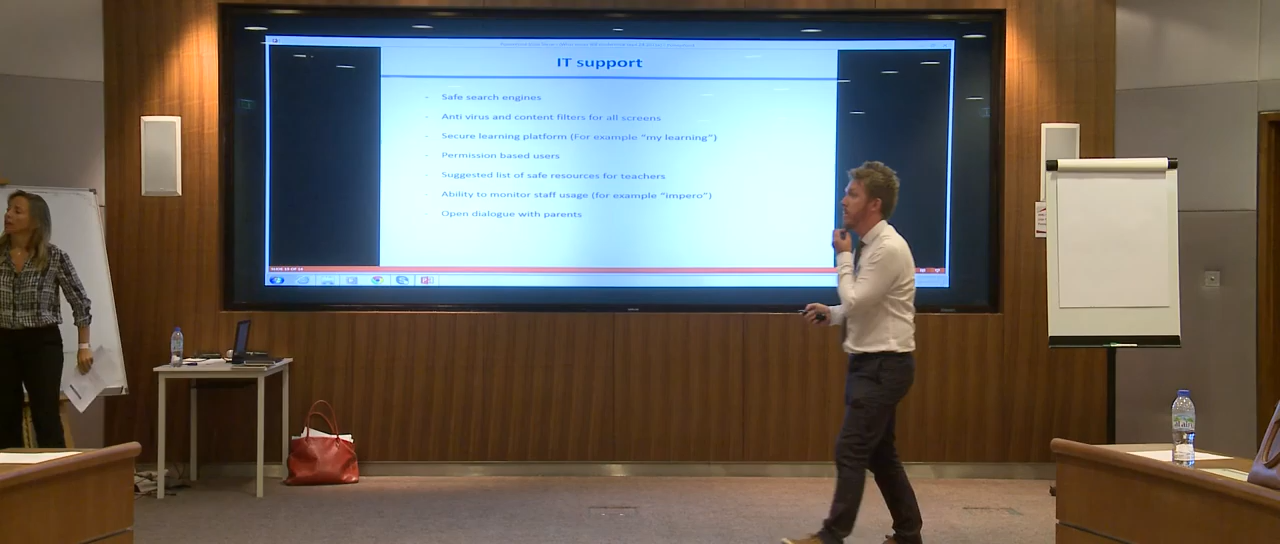 IT support
- Safe search engines
- Anti virus and content filters for all screens
- Secure learning platform (For example "my learning")
- Permission based users
- Suggested list of safe resources for teachers
- Ability to monitor staff usage (for example "impero")
- Open dialogue with parents